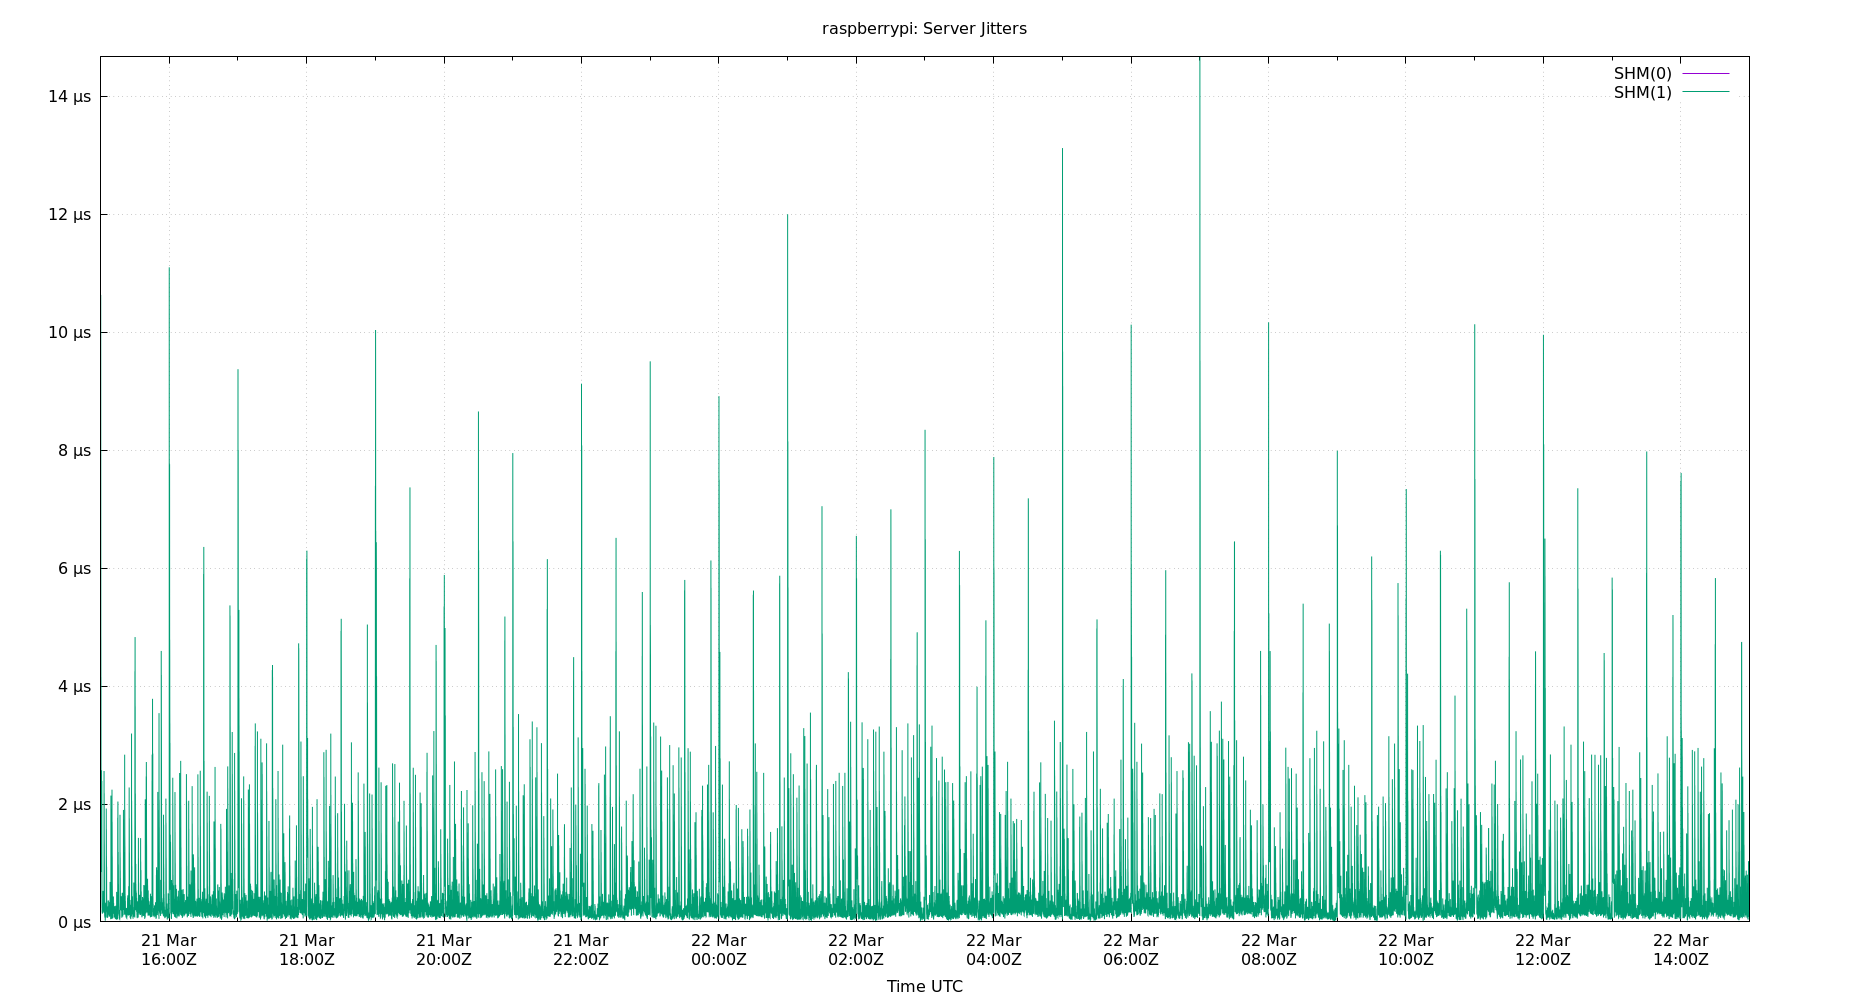 raspberrypi: Server Jitters
SHM(0)
SHM(1)
14 µs
12 µs
10 µs
8 µs
6 µs
4 µs
2 µs
0 µs
21 Mar 21 Mar 21 Mar 21 Mar 22 Mar 22 Mar 22 Mar 22 Mar 22 Mar 22 Mar 22 Mar 22 Mar
16:00Z 18:00Z 20:00Z 22:00Z 00:00Z 02:00Z 04:00Z 06:00Z 08:00Z 10:00Z 12:00Z 14:00Z
Time UTC